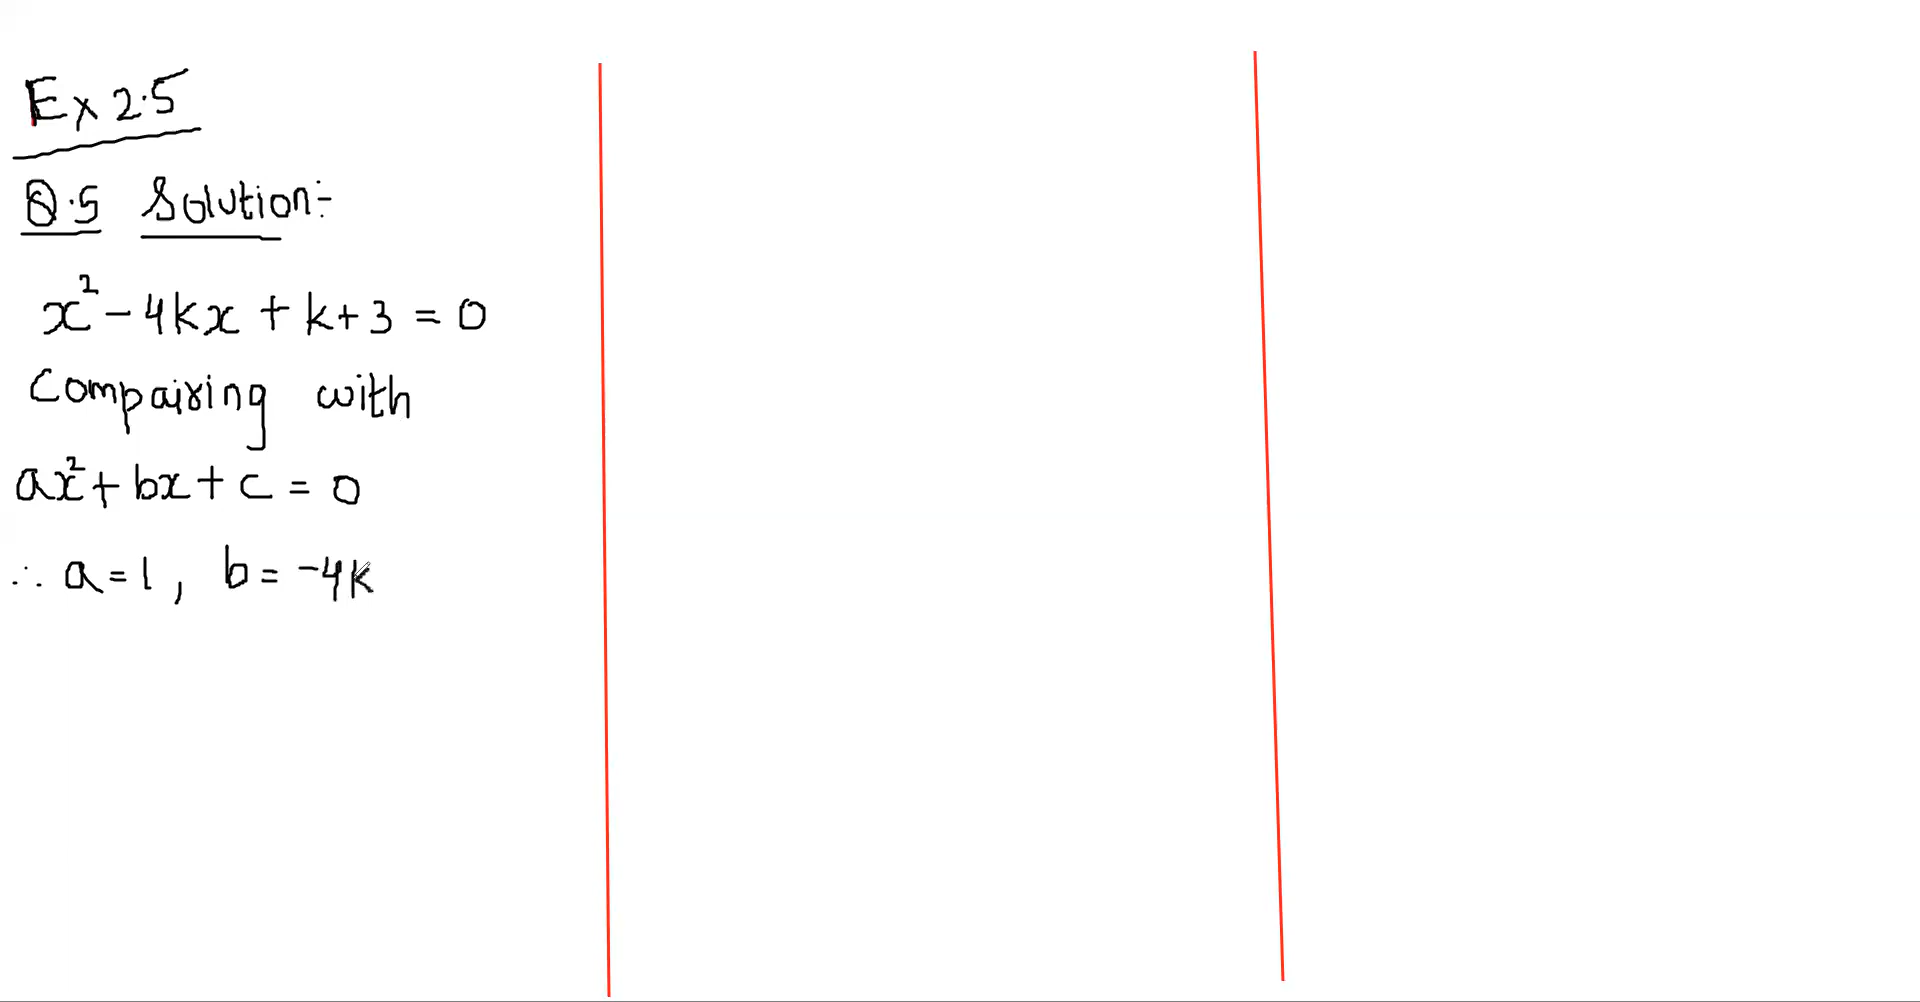 Ex 2.5
Q.5 Solution:-
x² - 4kx + k + 3 = 0
Compairing with
ax² + bx + c = 0
∴ a = 1, b = -4k